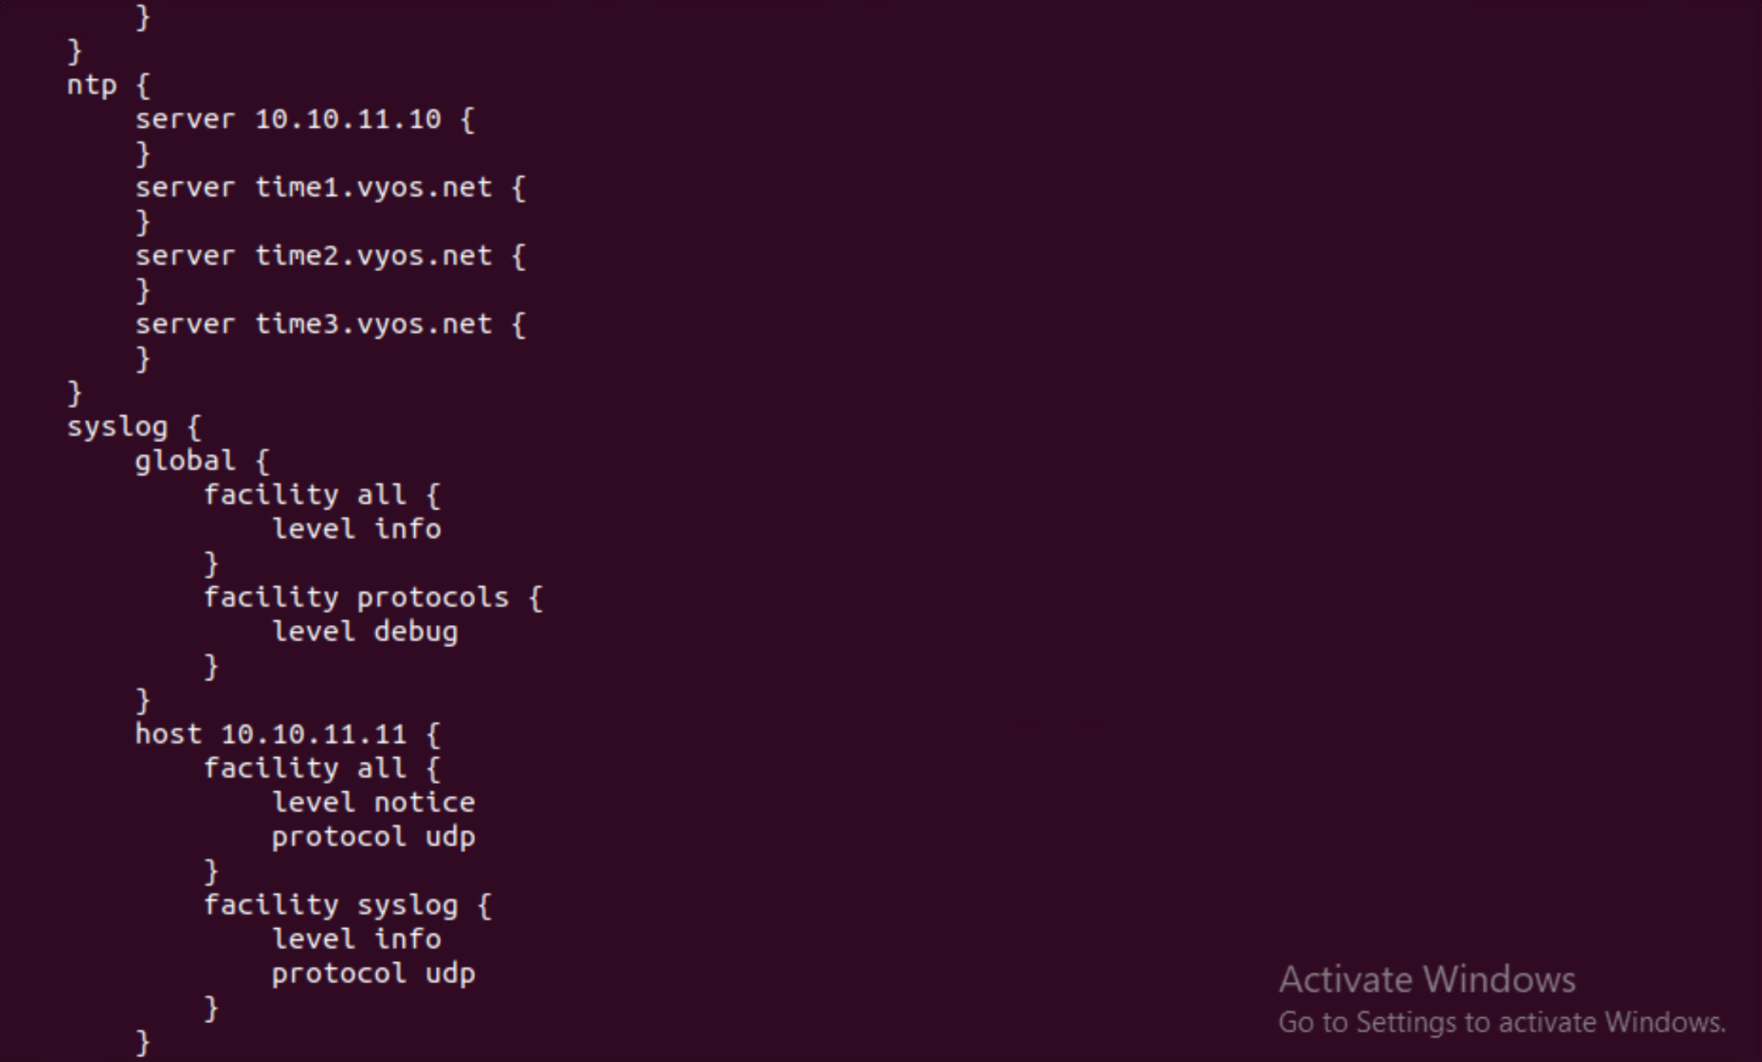 }
    }
    ntp {
        server 10.10.11.10 {
        }
        server time1.vyos.net {
        }
        server time2.vyos.net {
        }
        server time3.vyos.net {
        }
    }
    syslog {
        global {
            facility all {
                level info
            }
            facility protocols {
                level debug
            }
        }
        host 10.10.11.11 {
            facility all {
                level notice
                protocol udp
            }
            facility syslog {
                level info
                protocol udp
            }
        }
Activate Windows
Go to Settings to activate Windows.